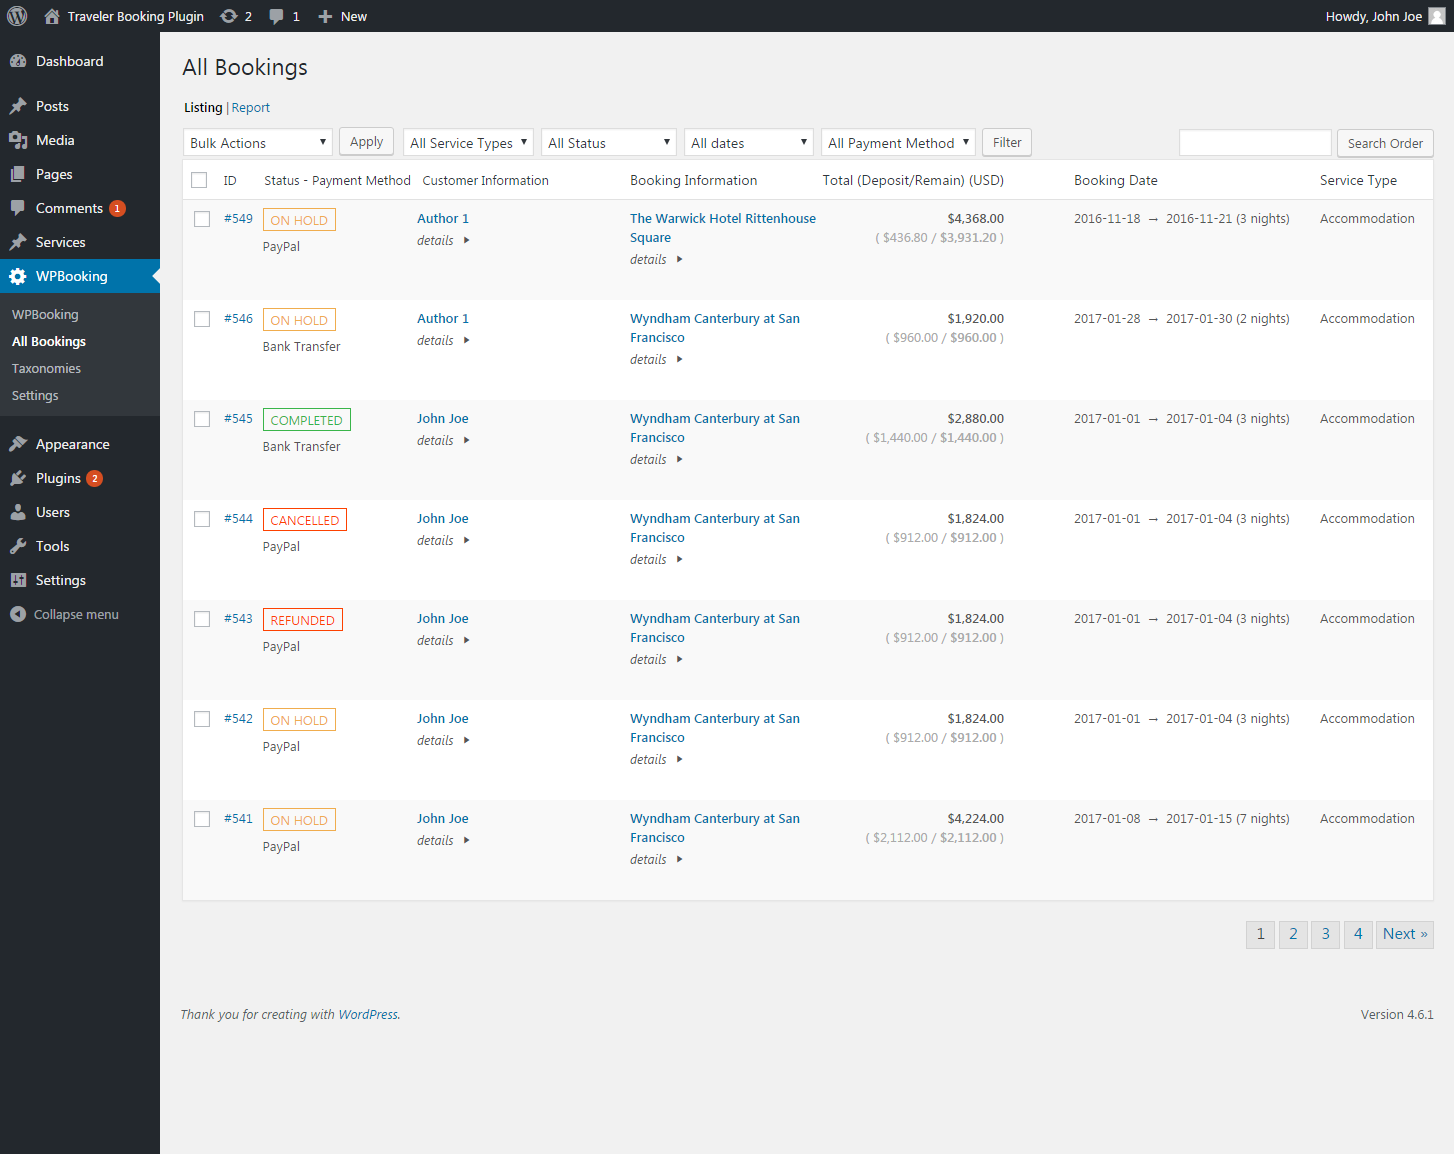 Traveler Booking Plugin 2 1 New Howdy, John Joe
Dashboard
Posts
Media
Pages
Comments 1
Services
WPBooking
WPBooking
All Bookings
Taxonomies
Settings
Appearance
Plugins 2
Users
Tools
Settings
Collapse menu
All Bookings
Listing | Report
Bulk Actions Apply All Service Types All Status All dates All Payment Method Filter Search Order
ID Status - Payment Method Customer Information Booking Information Total (Deposit/Remain) (USD) Booking Date Service Type
#549 ON HOLD Author 1 The Warwick Hotel Rittenhouse $4,368.00 2016-11-18 → 2016-11-21 (3 nights) Accommodation
PayPal details Square ( $436.80 / $3,931.20 )
details
#546 ON HOLD Author 1 Wyndham Canterbury at San $1,920.00 2017-01-28 → 2017-01-30 (2 nights) Accommodation
Bank Transfer details Francisco ( $960.00 / $960.00 )
details
#545 COMPLETED John Joe Wyndham Canterbury at San $2,880.00 2017-01-01 → 2017-01-04 (3 nights) Accommodation
Bank Transfer details Francisco ( $1,440.00 / $1,440.00 )
details
#544 CANCELLED John Joe Wyndham Canterbury at San $1,824.00 2017-01-01 → 2017-01-04 (3 nights) Accommodation
PayPal details Francisco ( $912.00 / $912.00 )
details
#543 REFUNDED John Joe Wyndham Canterbury at San $1,824.00 2017-01-01 → 2017-01-04 (3 nights) Accommodation
PayPal details Francisco ( $912.00 / $912.00 )
details
#542 ON HOLD John Joe Wyndham Canterbury at San $1,824.00 2017-01-01 → 2017-01-04 (3 nights) Accommodation
PayPal details Francisco ( $912.00 / $912.00 )
details
#541 ON HOLD John Joe Wyndham Canterbury at San $4,224.00 2017-01-08 → 2017-01-15 (7 nights) Accommodation
PayPal details Francisco ( $2,112.00 / $2,112.00 )
details
1 2 3 4 Next »
Thank you for creating with WordPress. Version 4.6.1